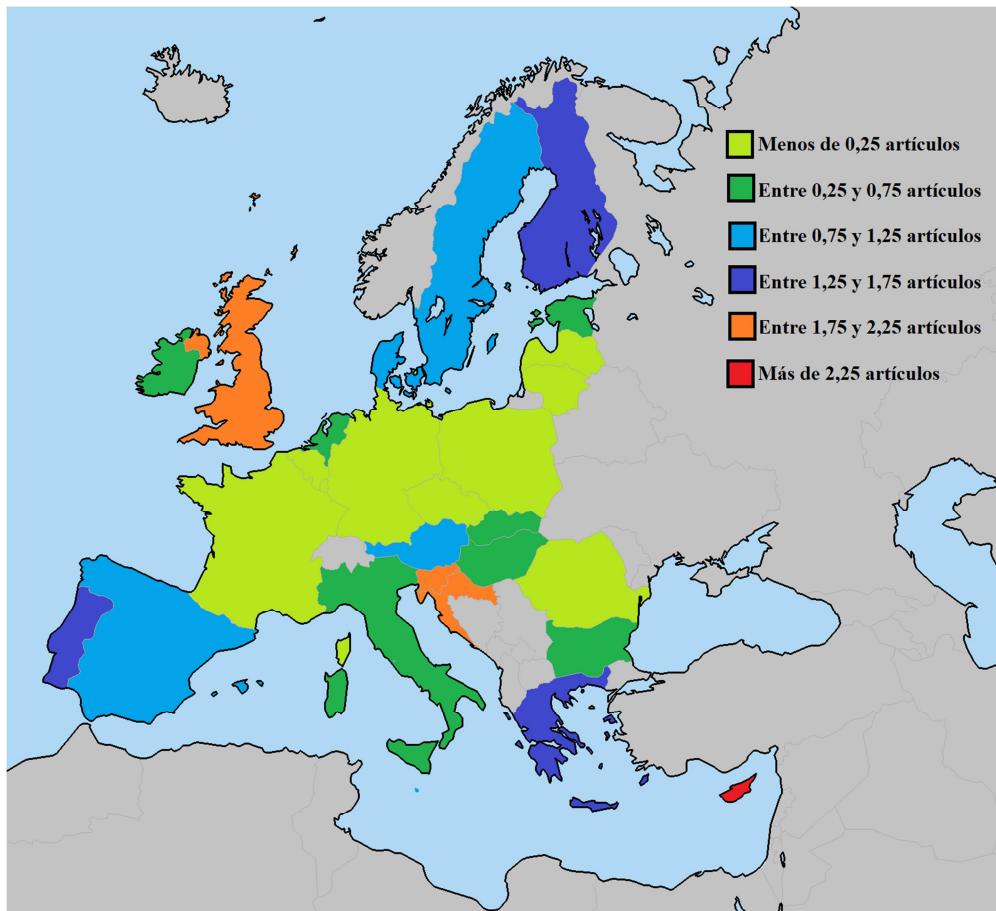 Menos de 0,25 artículos
Entre 0,25 y 0,75 artículos
Entre 0,75 y 1,25 artículos
Entre 1,25 y 1,75 artículos
Entre 1,75 y 2,25 artículos
Más de 2,25 artículos